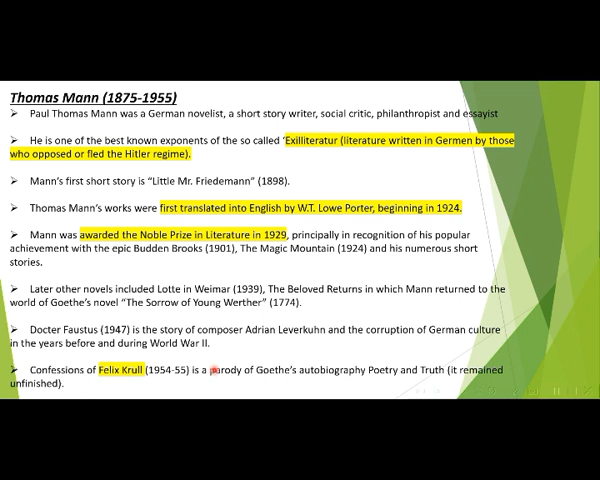 Thomas Mann (1875-1955)
Paul Thomas Mann was a German novelist, a short story writer, social critic, philanthropist and essayist
He is one of the best known exponents of the so called ‘Exilliteratur (literature written in Germen by those
who opposed or fled the Hitler regime).
Mann's first short story is “Little Mr. Friedemann” (1898).
Thomas Mann's works were first translated into English by W.T. Lowe Porter, beginning in 1924.
Mann was awarded the Noble Prize in Literature in 1929, principally in recognition of his popular
achievement with the epic Budden Brooks (1901), The Magic Mountain (1924) and his numerous short
stories.
Later other novels included Lotte in Weimar (1939), The Beloved Returns in which Mann returned to the
world of Goethe's novel “The Sorrow of Young Werther” (1774).
Docter Faustus (1947) is the story of composer Adrian Leverkuhn and the corruption of German culture
in the years before and during World War II.
Confessions of Felix Krull (1954-55) is a parody of Goethe's autobiography Poetry and Truth (it remained
unfinished).